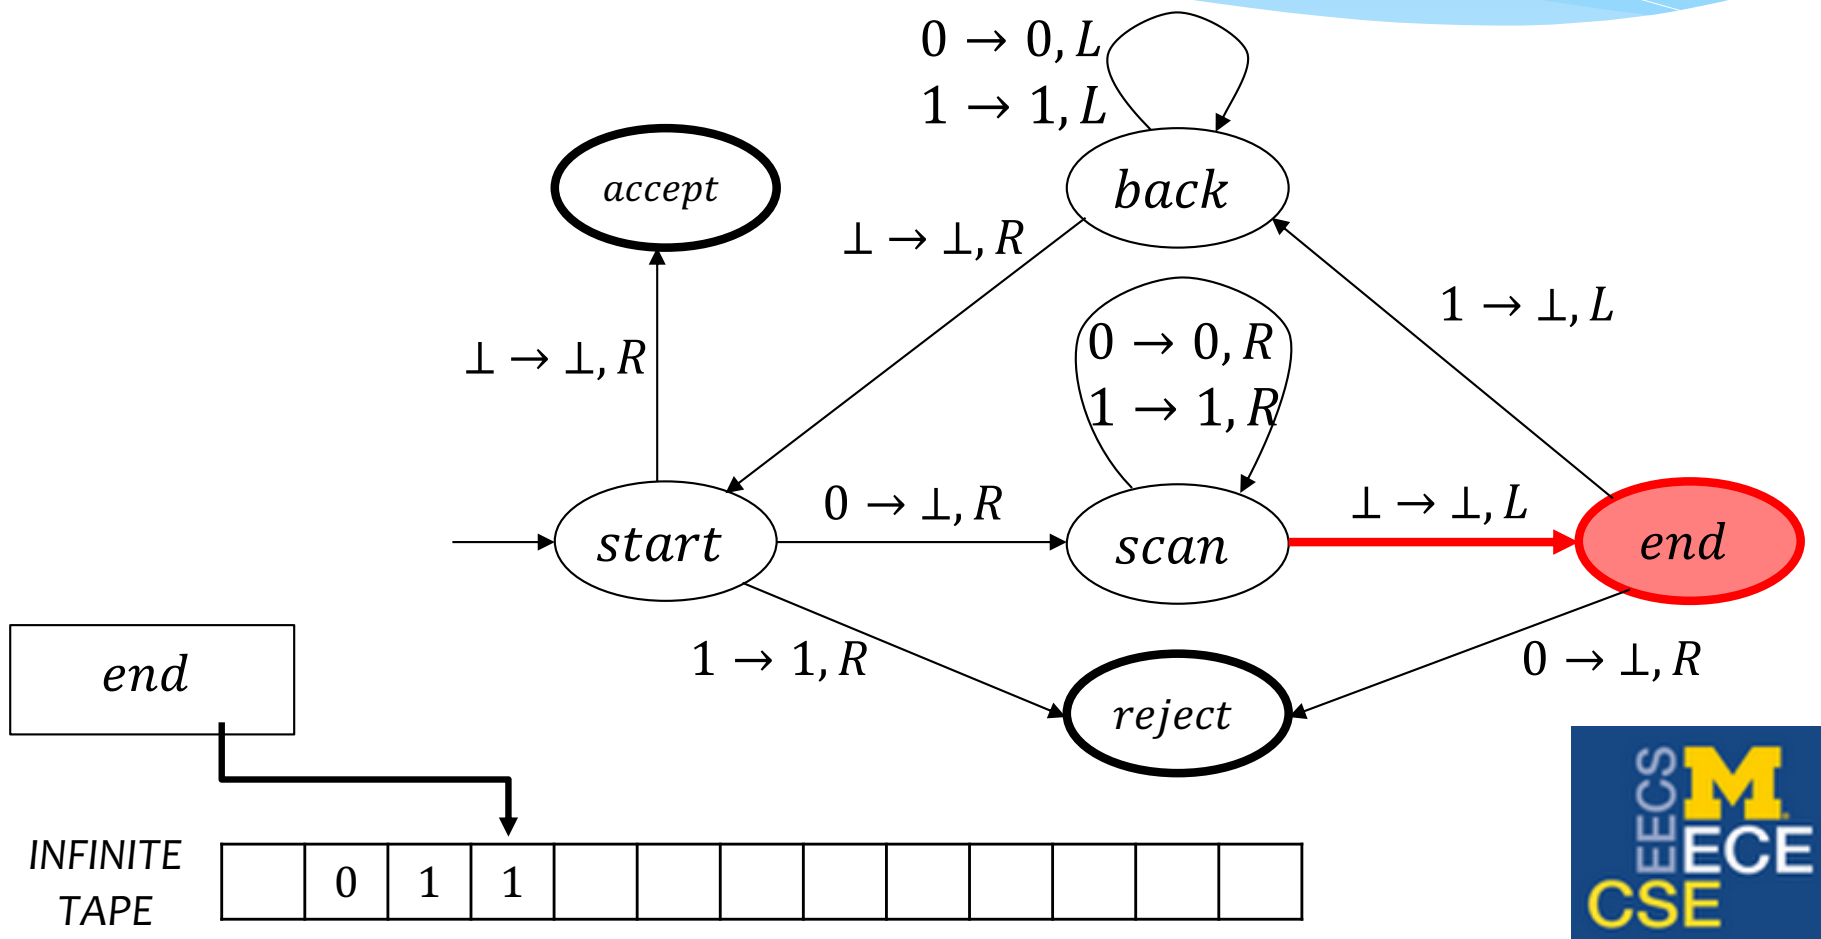 0 → 0, L
1 → 1, L
accept
back
⊥ → ⊥, R
1 → ⊥, L
⊥ → ⊥, R
0 → 0, R
1 → 1, R
start
0 → ⊥, R
scan
⊥ → ⊥, L
end
1 → 1, R
reject
0 → ⊥, R
end
INFINITE
TAPE
0 1 1
EECS
M
ECE
CSE